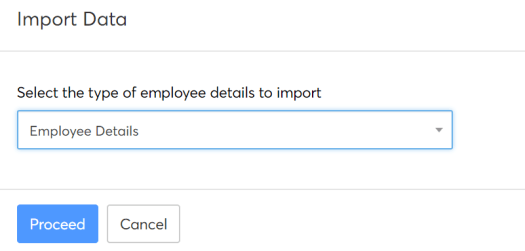 Import Data
Select the type of employee details to import
Employee Details
Proceed Cancel